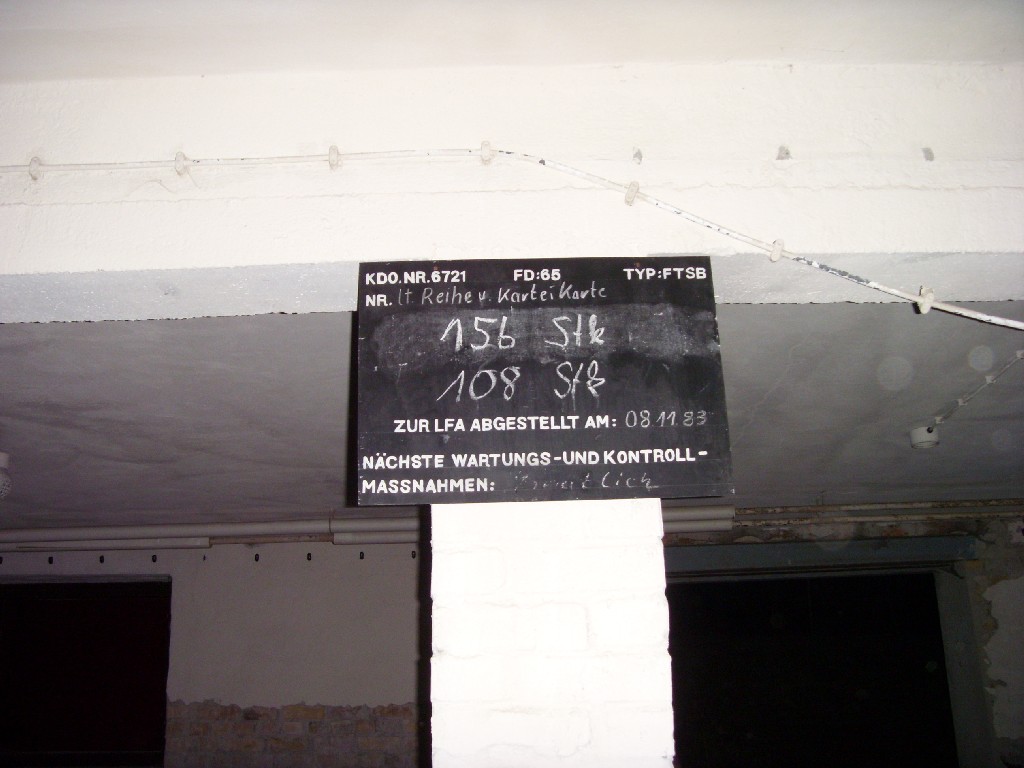 KDO.NR.6721 FD:65 TYP:FTSB
NR. lt Reihe u. Kartei Karte
156 Stk
108 Stk
ZUR LFA ABGESTELLT AM: 08.11.83
NÄCHSTE WARTUNGS-UND KONTROLL-
MASSNAHMEN: